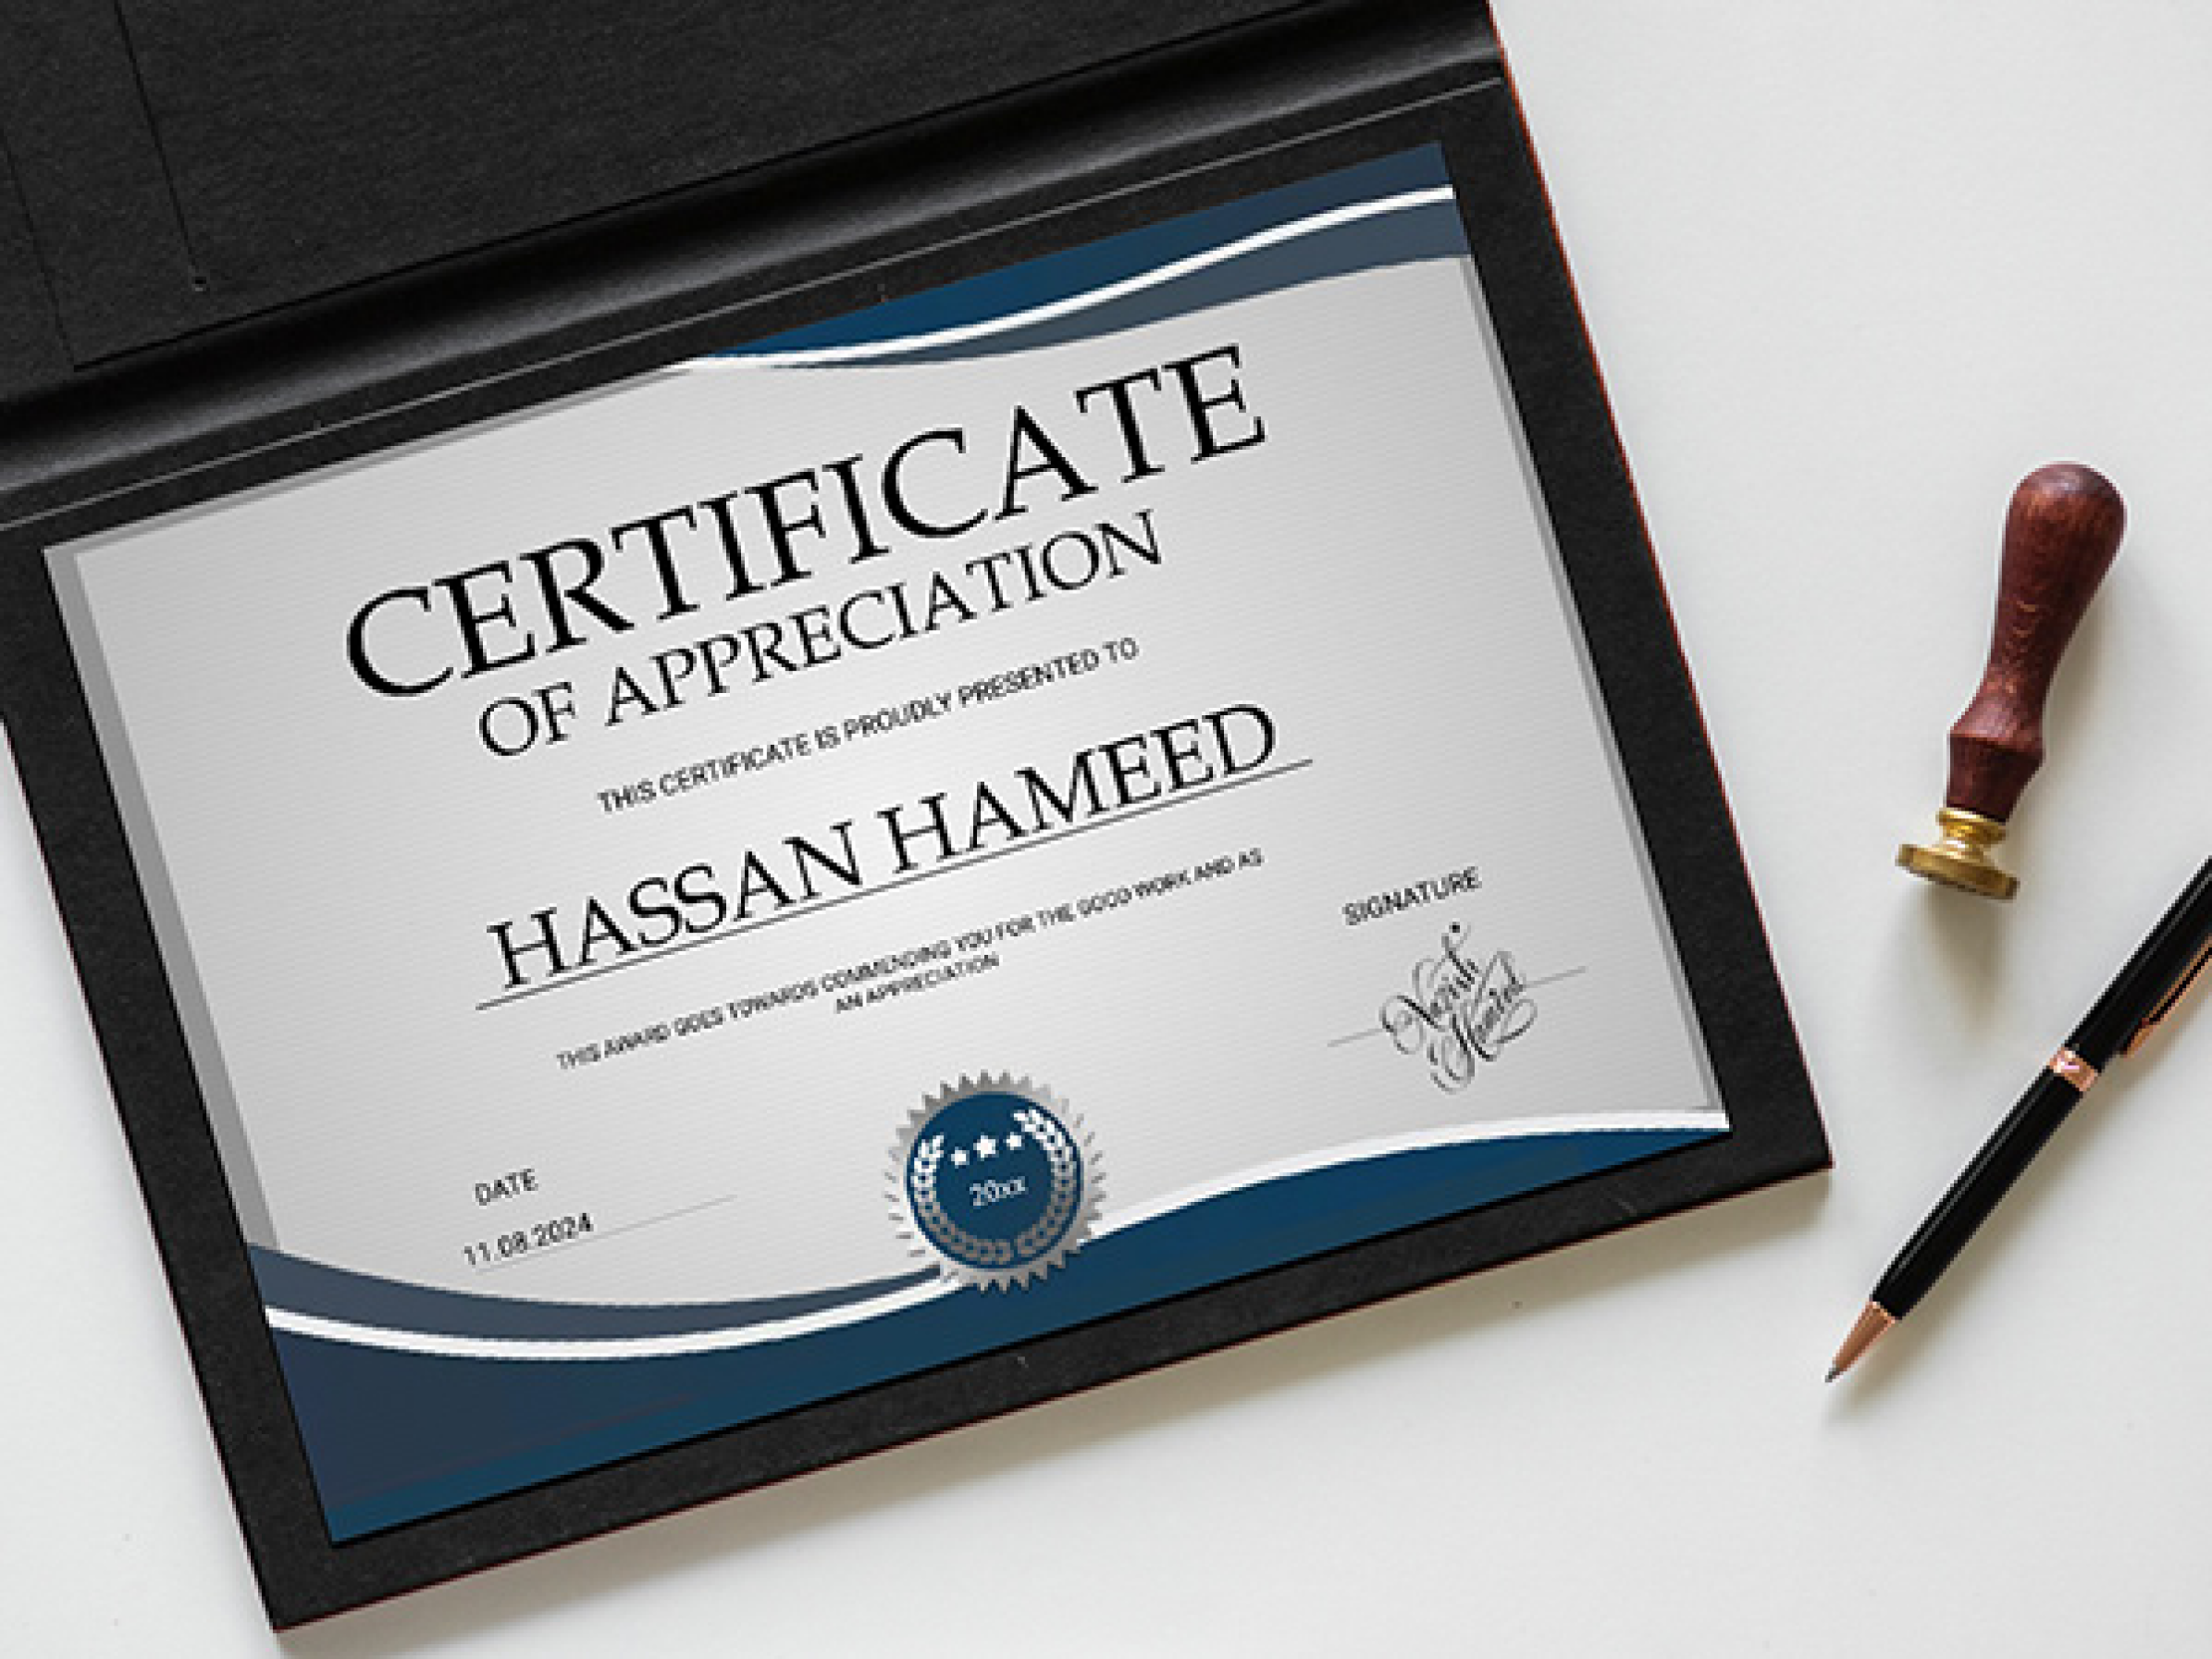 CERTIFICATE
OF APPRECIATION
THIS CERTIFICATE IS PROUDLY PRESENTED TO
HASSAN HAMEED
THIS AWARD GOES TOWARDS COMMENDING YOU FOR THE GOOD WORK AND AS
AN APPRECIATION
SIGNATURE
Hamied
DATE
11.08.2024
20xx